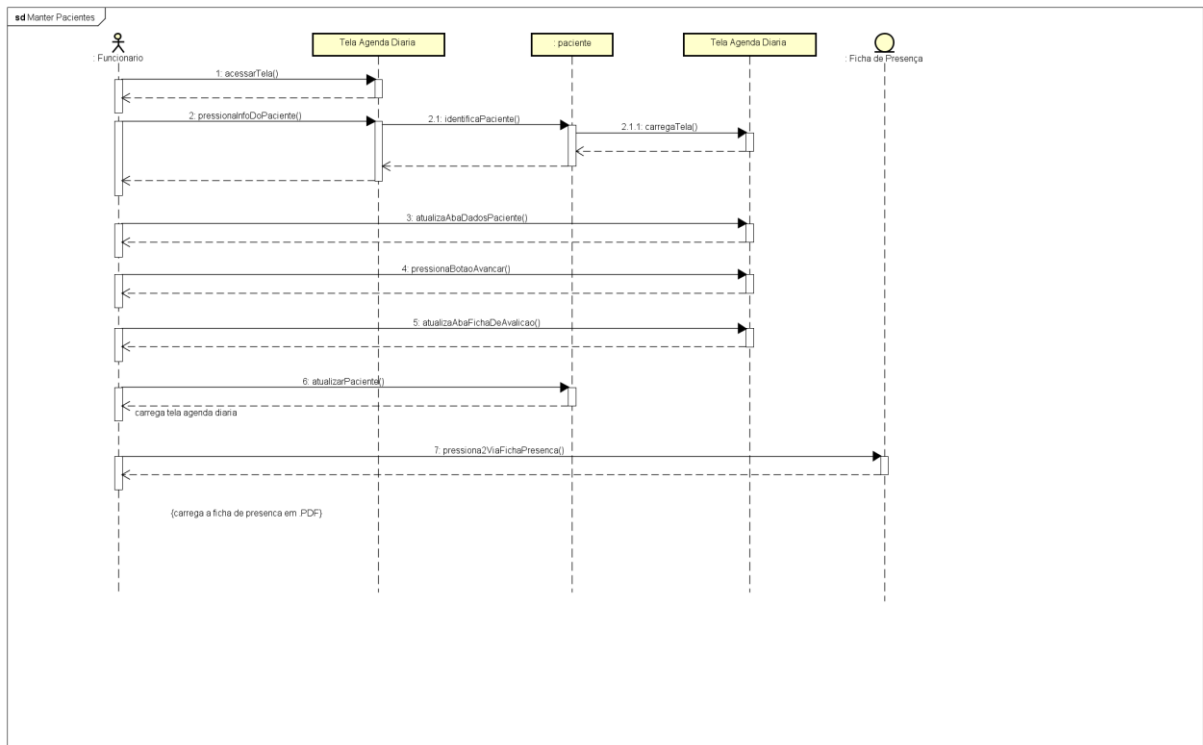 sd Manter Pacientes
: Funcionario
Tela Agenda Diaria
: paciente
Tela Agenda Diaria
: Ficha de Presença
1: acessarTela()
2: pressionaInfoDoPaciente()
2.1: identificaPaciente()
2.1.1: carregaTela()
3: atualizaAbaDadosPaciente()
4: pressionaBotaoAvancar()
5: atualizaAbaFichaDeAvalicao()
6: atualizarPaciente()
carrega tela agenda diaria
7: pressiona2ViaFichaPresenca()
{carrega a ficha de presenca em .PDF}